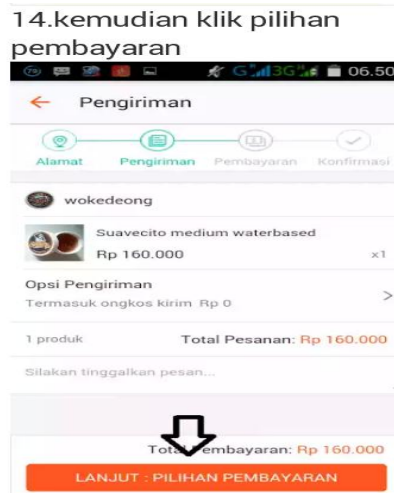 14.kemudian klik pilihan
pembayaran
70 G 3G 06.50
Pengiriman
Alamat Pengiriman Pembayaran Konfirmasi
wokedeong
Suavecito medium waterbased
Rp 160.000 x1
Opsi Pengiriman
Termasuk ongkos kirim Rp 0
1 produk Total Pesanan: Rp 160.000
Silakan tinggalkan pesan...
Total Pembayaran: Rp 160.000
LANJUT : PILIHAN PEMBAYARAN